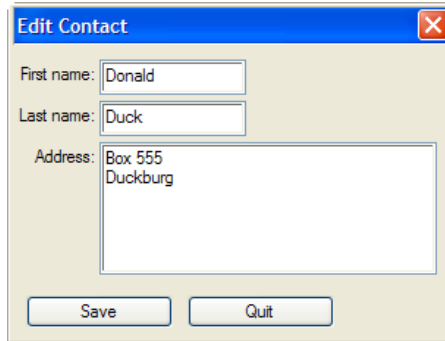 Edit Contact
First name: Donald
Last name: Duck
Address: Box 555
Duckburg
Save Quit